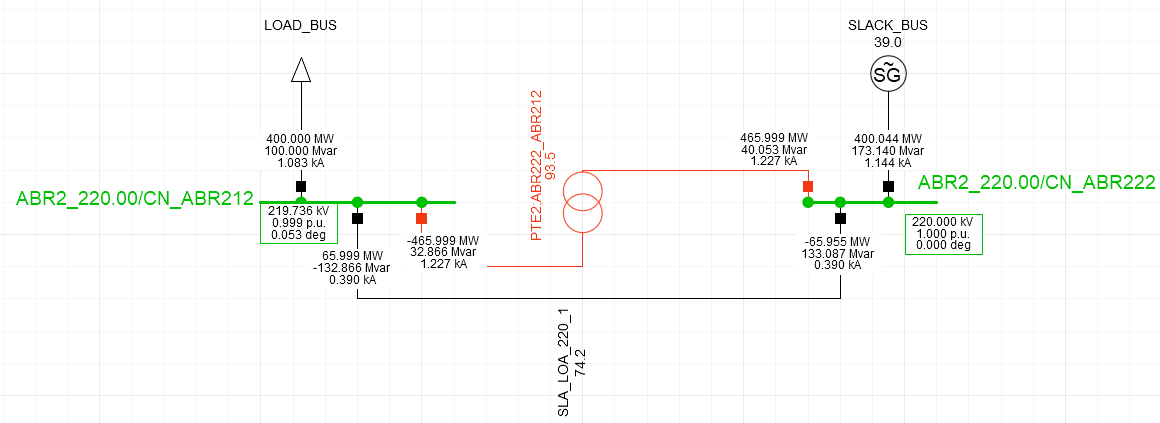 LOAD_BUS
SLACK_BUS
39.0
SG
~
400.000 MW
100.000 Mvar
1.083 kA
PTE2;ABR222_ABR212
93.5
465.999 MW
40.053 Mvar
1.227 kA
400.044 MW
173.140 Mvar
1.144 kA
ABR2_220.00/CN_ABR212
ABR2_220.00/CN_ABR222
219.736 kV
0.999 p.u.
0.053 deg
220.000 kV
1.000 p.u.
0.000 deg
65.999 MW
-132.866 Mvar
0.390 kA
-465.999 MW
32.866 Mvar
1.227 kA
-65.955 MW
133.087 Mvar
0.390 kA
SLA_LOA_220_1
74.2